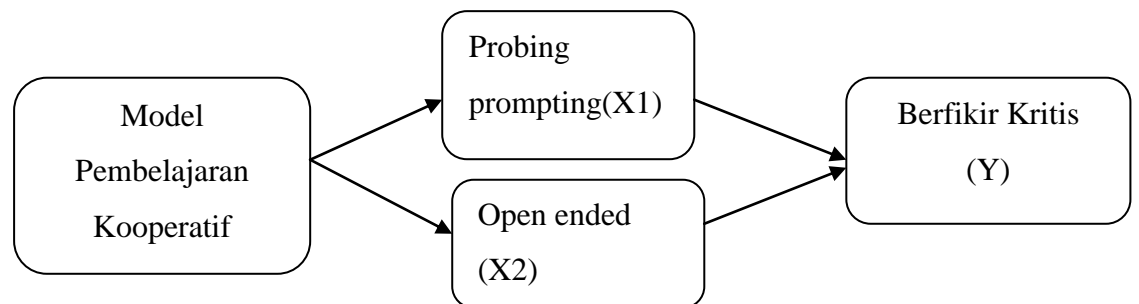 Model
Pembelajaran
Kooperatif
Probing
prompting(X1)
Open ended
(X2)
Berfikir Kritis
(Y)